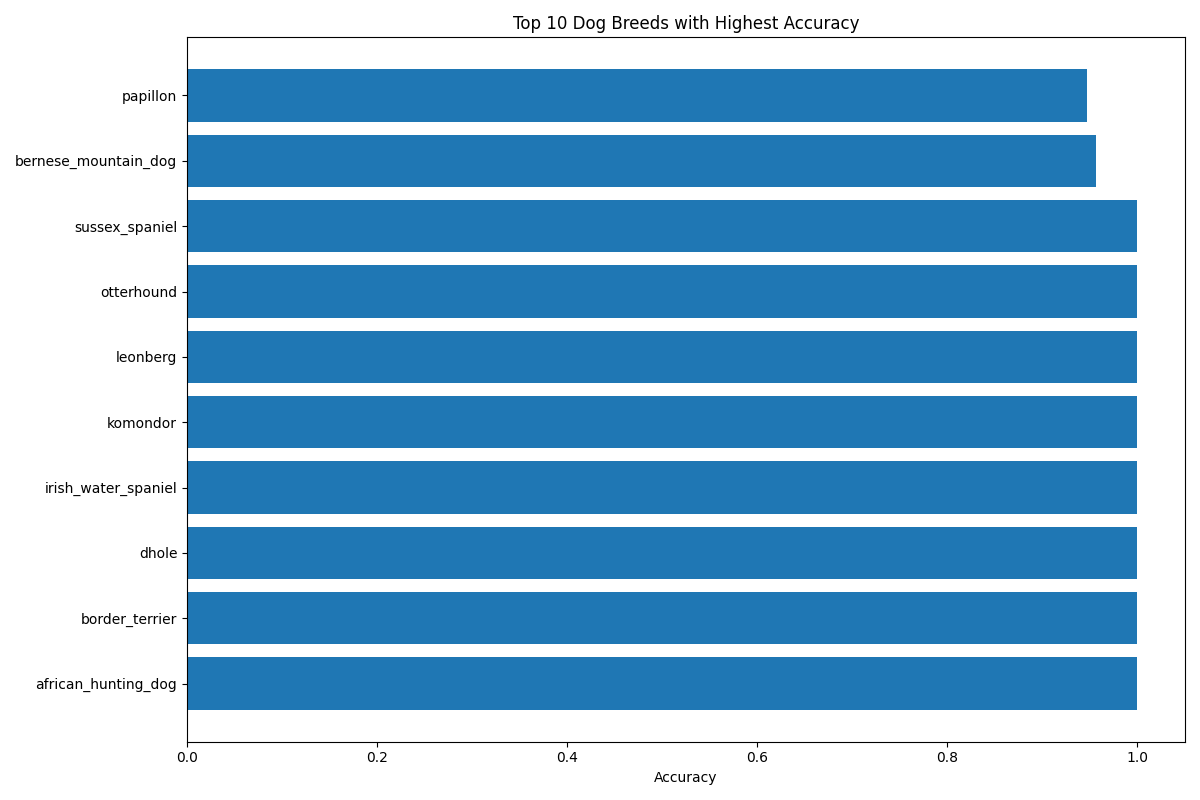 Top 10 Dog Breeds with Highest Accuracy
papillon
bernese_mountain_dog
sussex_spaniel
otterhound
leonberg
komondor
irish_water_spaniel
dhole
border_terrier
african_hunting_dog
0.0 0.2 0.4 0.6 0.8 1.0
Accuracy